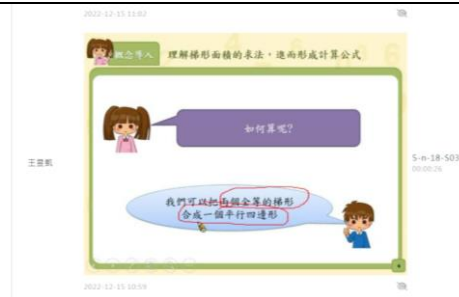 2022-12-15 11:02
概念導入
理解梯形面積的求法，進而形成計算公式
如何算呢?
王昱凱
5-n-18-S03
00:00:26
我們可以把兩個全等的梯形
合成一個平行四邊形
2022-12-15 10:59